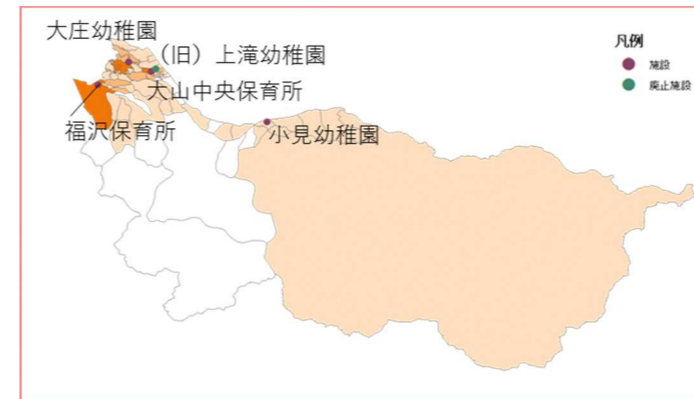 大庄幼稚園
（旧）上滝幼稚園
大山中央保育所
福沢保育所
小見幼稚園
凡例
施設
廃止施設